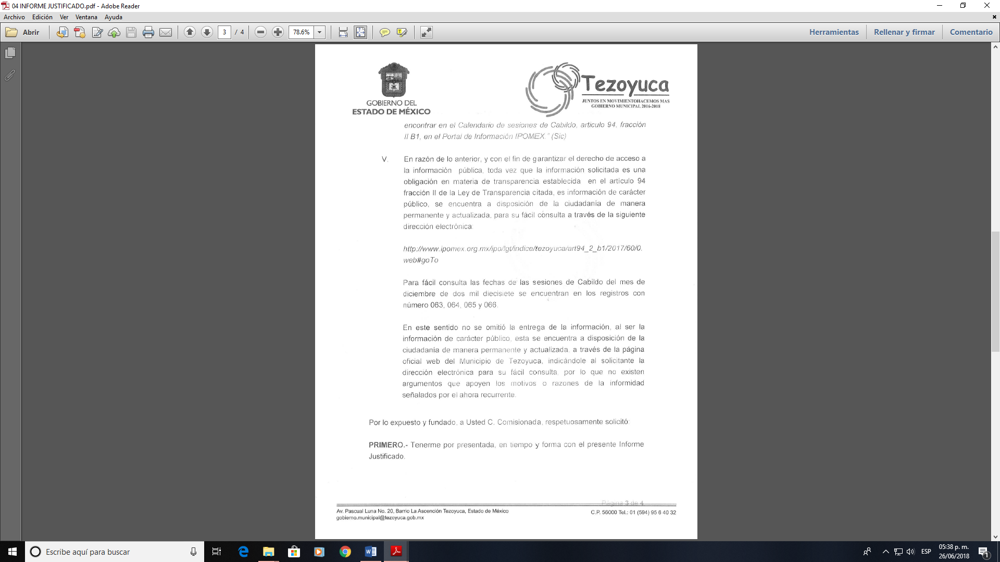 04 INFORME JUSTIFICADO.pdf - Adobe Reader
Archivo Edición Ver Ventana Ayuda
Abrir 3 / 4 78.6% Herramientas Rellenar y firmar Comentario
GOBIERNO DEL
ESTADO DE MÉXICO
Tezoyuca
JUNTOS EN MOVIMIENTOHACEMOS MAS
GOBIERNO MUNICIPAL 2016-2018
encontrar en el Calendario de sesiones de Cabildo, articulo 94, fracción
II B1, en el Portal de Información IPOMEX." (Sic)
V. En razón de lo anterior, y con el fin de garantizar el derecho de acceso a
la información pública, toda vez que la información solicitada es una
obligación en materia de transparencia establecida en el artículo 94
fracción II de la Ley de Transparencia citada, es información de carácter
público, se encuentra a disposición de la ciudadanía de manera
permanente y actualizada, para su fácil consulta a través de la siguiente
dirección electrónica:
http://www.ipomex.org.mx/ipo/lgt/indice/tezoyuca/art94_2_b1/2017/60/0.
web#goTo
Para fácil consulta las fechas de las sesiones de Cabildo del mes de
diciembre de dos mil diecisiete se encuentran en los registros con
número 063, 064, 065 y 066.
En este sentido no se omitió la entrega de la información, al ser la
información de carácter público, esta se encuentra a disposición de la
ciudadanía de manera permanente y actualizada, a través de la página
oficial web del Municipio de Tezoyuca, indicándole al solicitante la
dirección electrónica para su fácil consulta, por lo que no existen
argumentos que apoyen los motivos o razones de la informidad
señalados por el ahora recurrente.
Por lo expuesto y fundado, a Usted C. Comisionada, respetuosamente solicitó:
PRIMERO.- Tenerme por presentada, en tiempo y forma con el presente Informe
Justificado.
Página 3 de 4
Av. Pascual Luna No. 20, Barrio La Ascención Tezoyuca, Estado de México
gobierno.municipal@tezoyuca.gob.mx
C.P. 56000 Tel.: 01 (594) 95 6 40 32
Escribe aquí para buscar
ESP
05:38 p. m.
26/06/2018
1